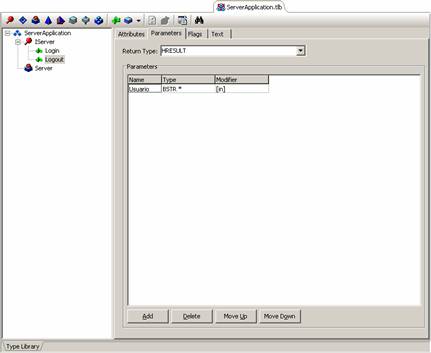 ServerApplication.tlb
ServerApplication
IServer
Login
Logout
Server
Attributes Parameters Flags Text
Return Type: HRESULT
Parameters
Name Type Modifier
Usuario BSTR * [in]
Add Delete Move Up Move Down
Type Library